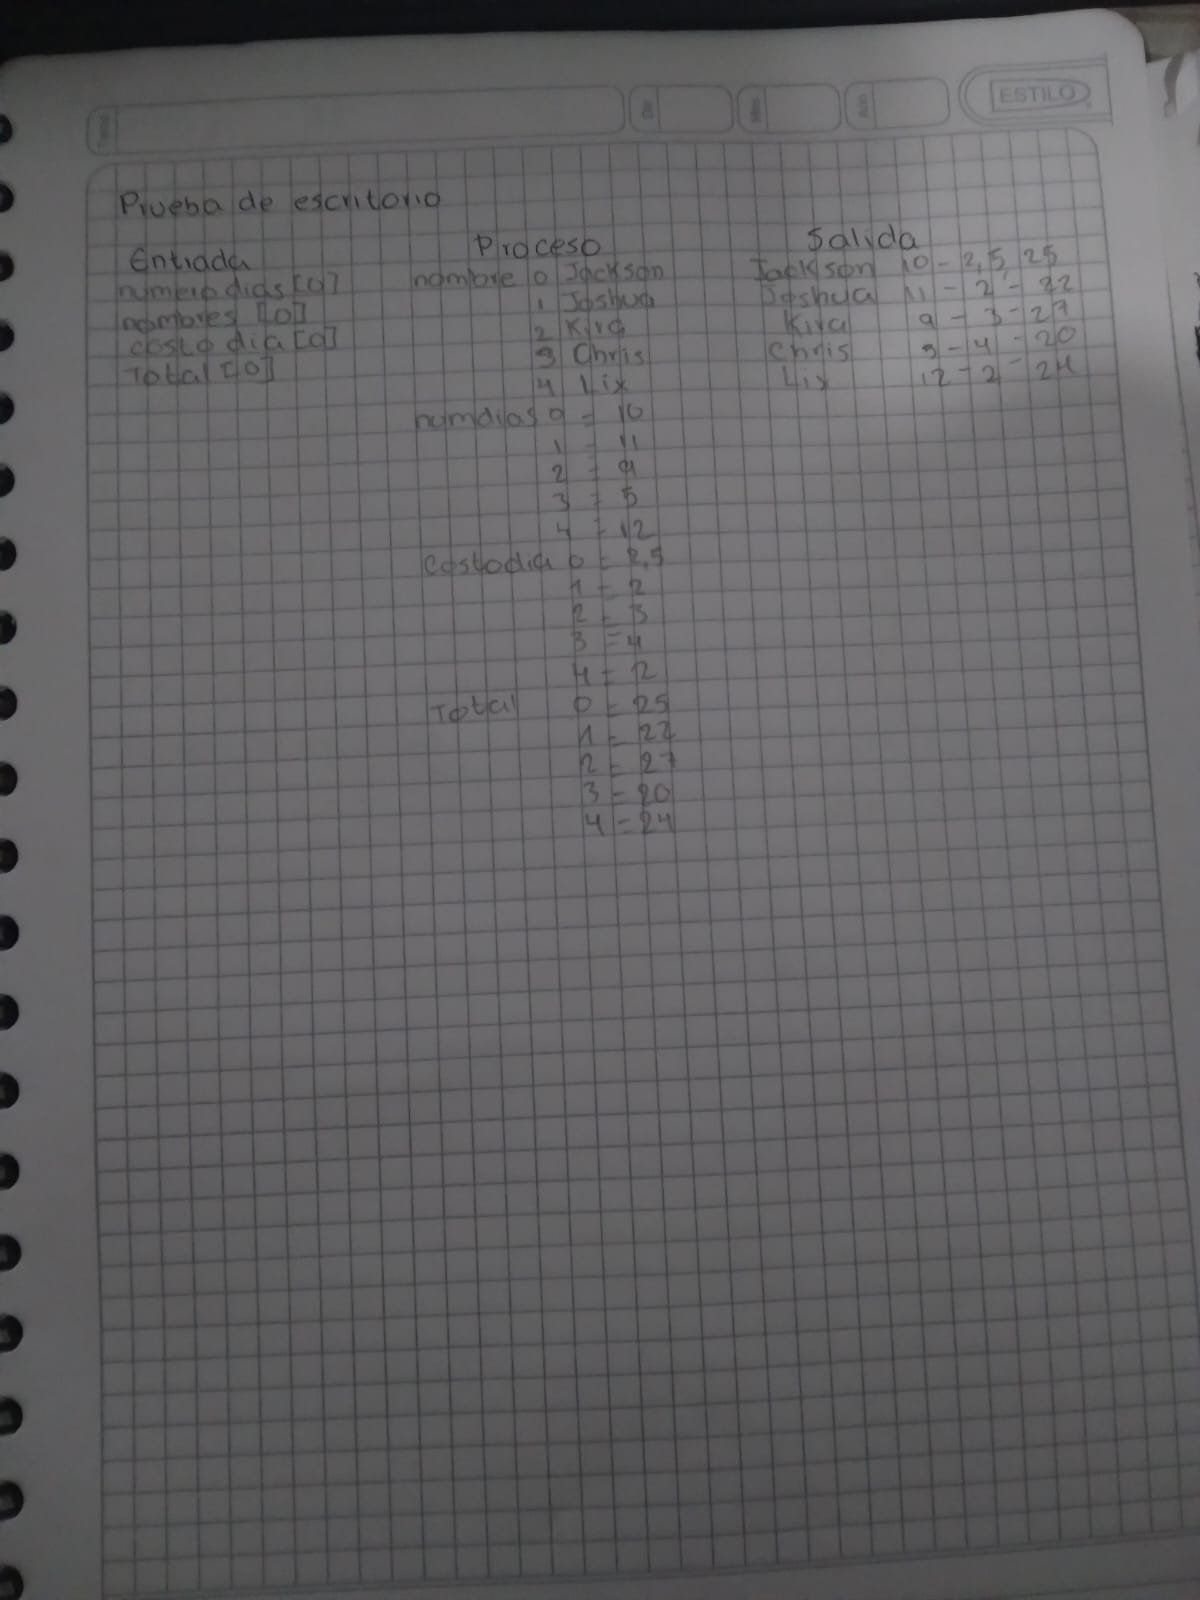 ESTILO
Prueba de escritorio
Entrada Proceso Salida
numero dias [0] nombre 0 Jackson Jackson 10 - 2,5, 25
nombres [0] 1 Joshua Joshua 11 - 2 - 22
costo dia [0] 2 Kira Kira 9 - 3 - 27
Total [0] 3 Chris Chris 5 - 4 - 20
4 Lix Lix 12 - 2 - 24
numdias 0 = 10
1 = 11
2 = 9
3 = 5
4 = 12
Costodia 0 = 2,5
1 = 2
2 = 3
3 = 4
4 = 2
Total 0 = 25
1 = 22
2 = 27
3 = 20
4 = 24